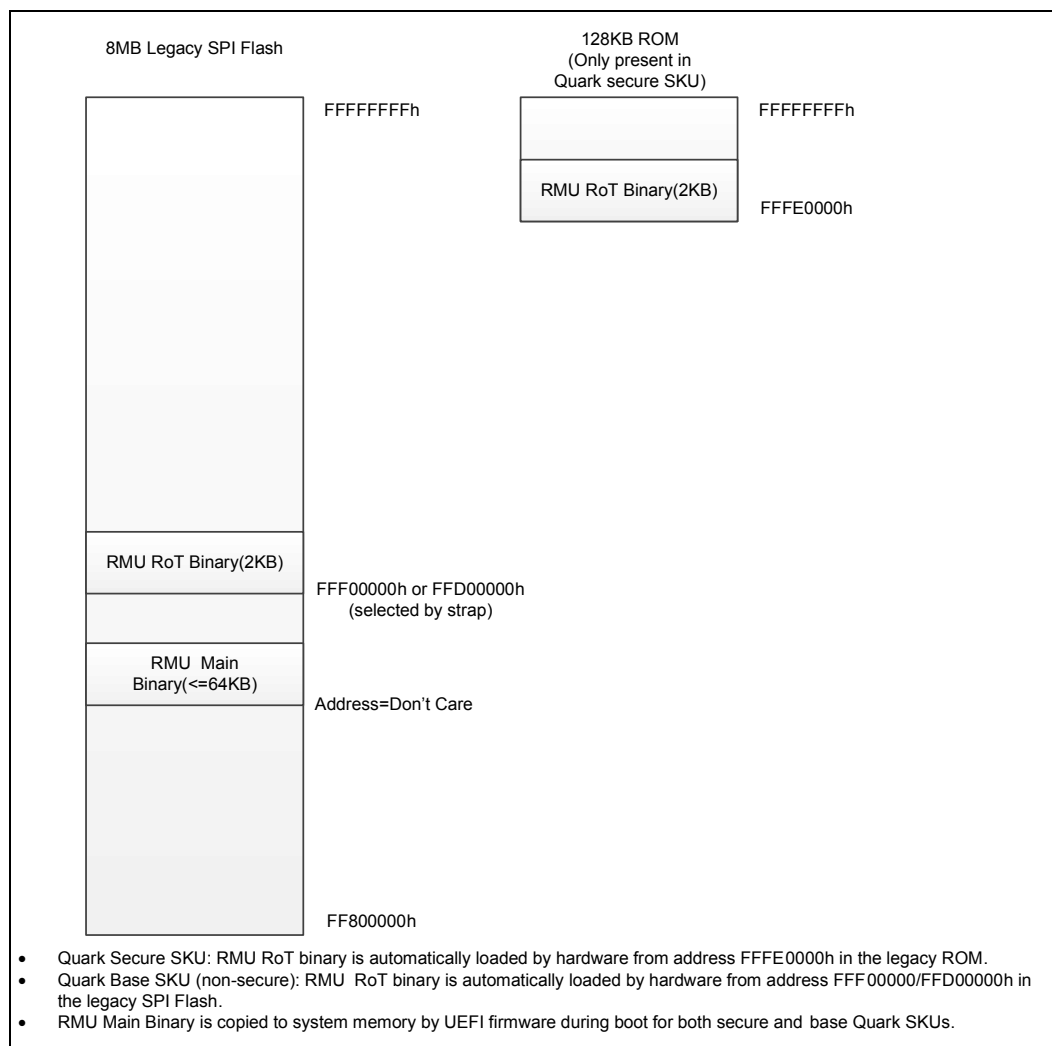 8MB Legacy SPI Flash
128KB ROM
(Only present in
Quark secure SKU)
FFFFFFFFh
FFFFFFFFh
RMU RoT Binary(2KB)
FFFE0000h
RMU RoT Binary(2KB)
FFF00000h or FFD00000h
(selected by strap)
RMU Main
Binary(<=64KB)
Address=Don't Care
FF800000h
• Quark Secure SKU: RMU RoT binary is automatically loaded by hardware from address FFFE0000h in the legacy ROM.
• Quark Base SKU (non-secure): RMU RoT binary is automatically loaded by hardware from address FFF00000/FFD00000h in
the legacy SPI Flash.
• RMU Main Binary is copied to system memory by UEFI firmware during boot for both secure and base Quark SKUs.